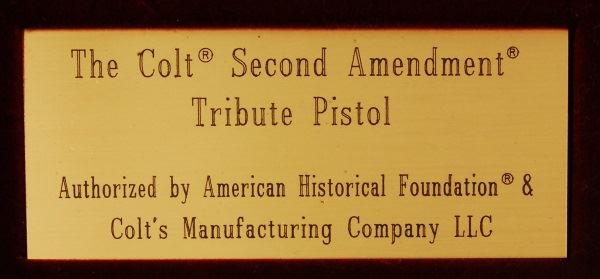 The Colt® Second Amendment®
Tribute Pistol
Authorized by American Historical Foundation® &
Colt's Manufacturing Company LLC